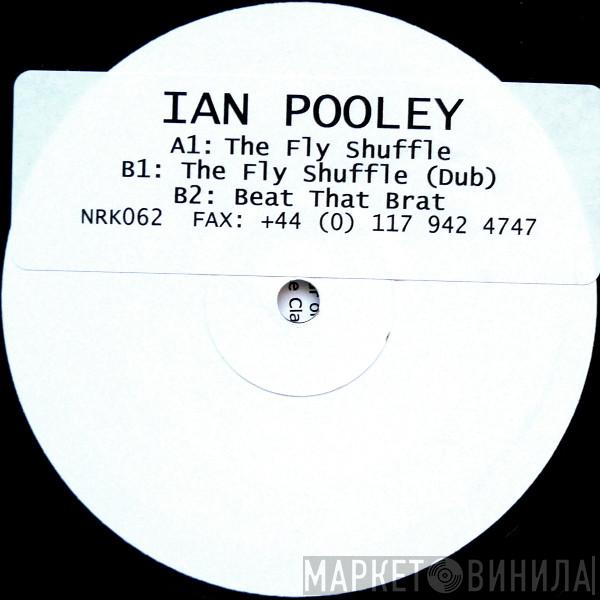 IAN POOLEY
A1: The Fly Shuffle
B1: The Fly Shuffle (Dub)
B2: Beat That Brat
NRK062 FAX: +44 (0) 117 942 4747
e Cla
МАРКЕТ ВИНИЛА